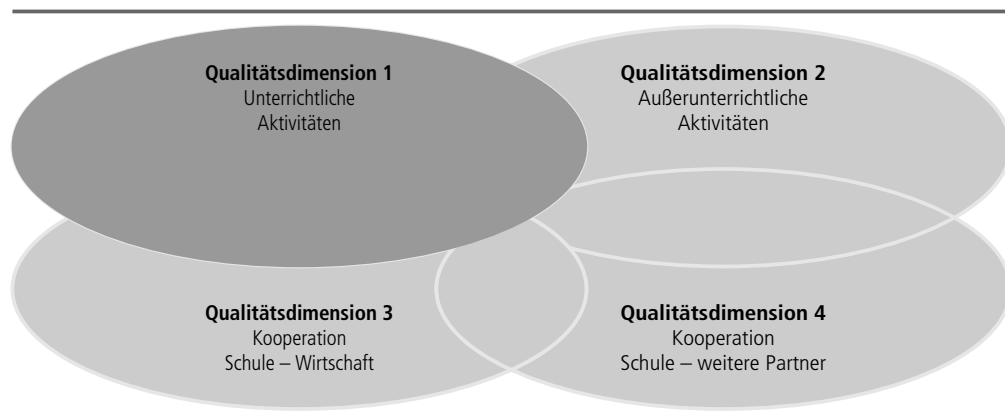 Qualitätsdimension 1
Unterrichtliche
Aktivitäten
Qualitätsdimension 2
Außerunterrichtliche
Aktivitäten
Qualitätsdimension 3
Kooperation
Schule – Wirtschaft
Qualitätsdimension 4
Kooperation
Schule – weitere Partner